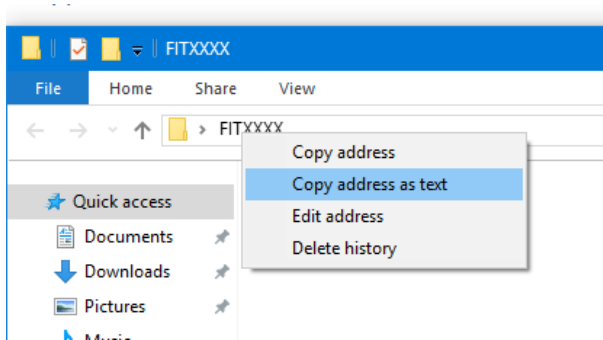 FITXXXX
File Home Share View
FITXXXX
Copy address
Copy address as text
Edit address
Delete history
Quick access
Documents
Downloads
Pictures
Music